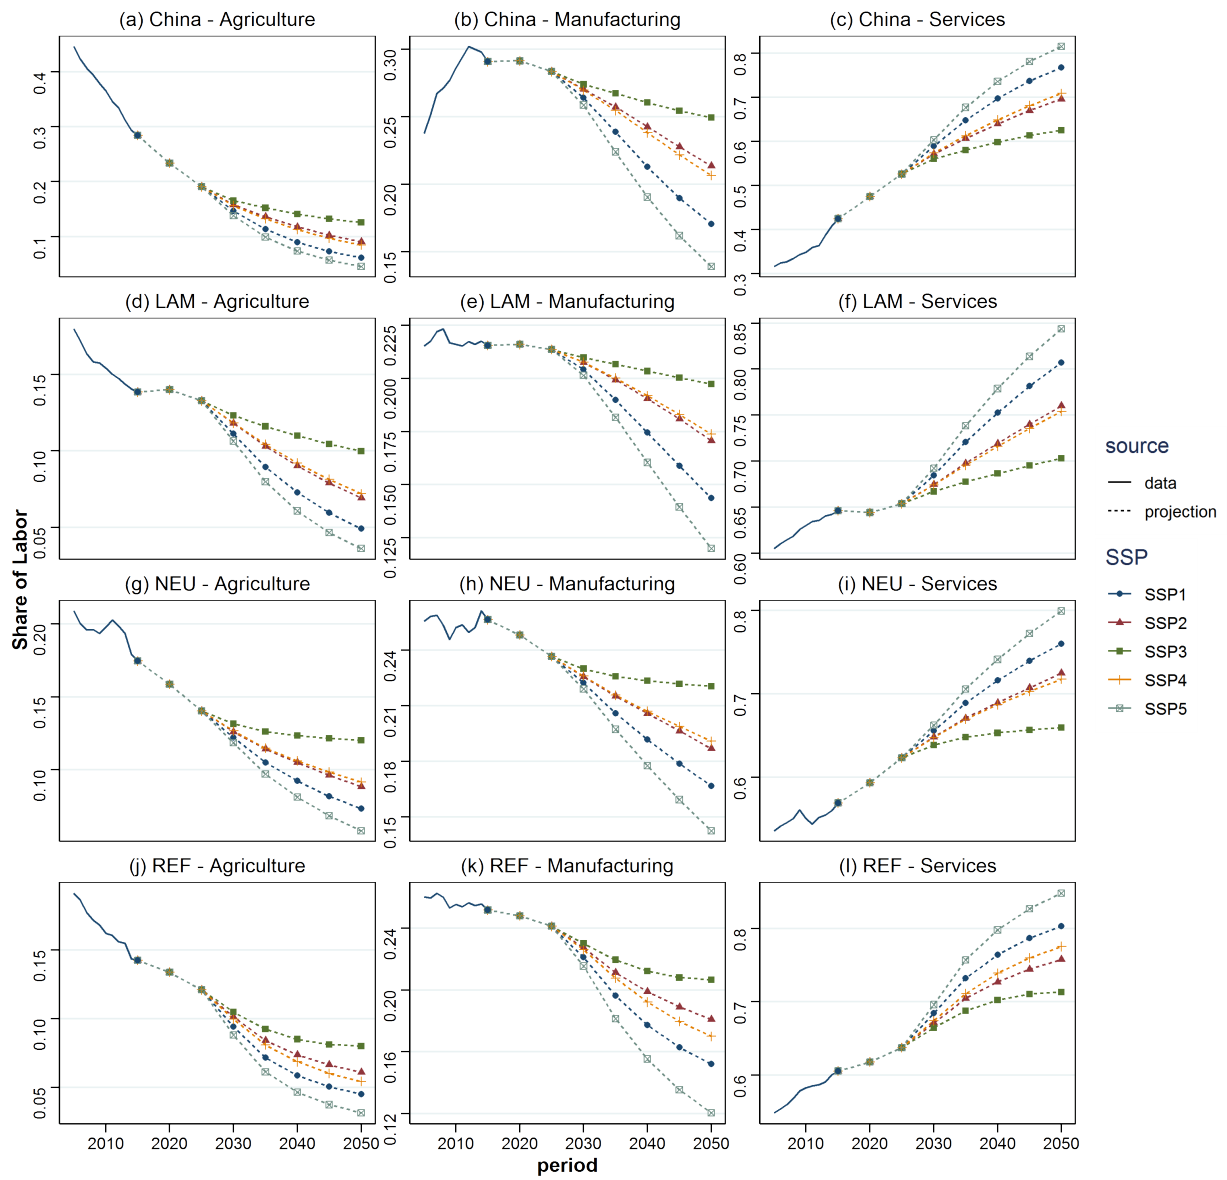 (a) China - Agriculture
(b) China - Manufacturing
(c) China - Services
0.4
0.3
0.2
0.1
0.30
0.25
0.20
0.15
0.8
0.7
0.6
0.5
0.4
0.3
(d) LAM - Agriculture
(e) LAM - Manufacturing
(f) LAM - Services
0.15
0.10
0.05
0.225
0.200
0.175
0.150
0.125
0.85
0.80
0.75
0.70
0.65
0.60
Share of Labor
(g) NEU - Agriculture
(h) NEU - Manufacturing
(i) NEU - Services
0.20
0.15
0.10
0.24
0.21
0.18
0.15
0.8
0.7
0.6
(j) REF - Agriculture
(k) REF - Manufacturing
(l) REF - Services
0.15
0.10
0.05
0.24
0.20
0.16
0.12
0.8
0.7
0.6
2010 2020 2030 2040 2050
2010 2020 2030 2040 2050
2010 2020 2030 2040 2050
period
source
data
projection
SSP
SSP1
SSP2
SSP3
SSP4
SSP5